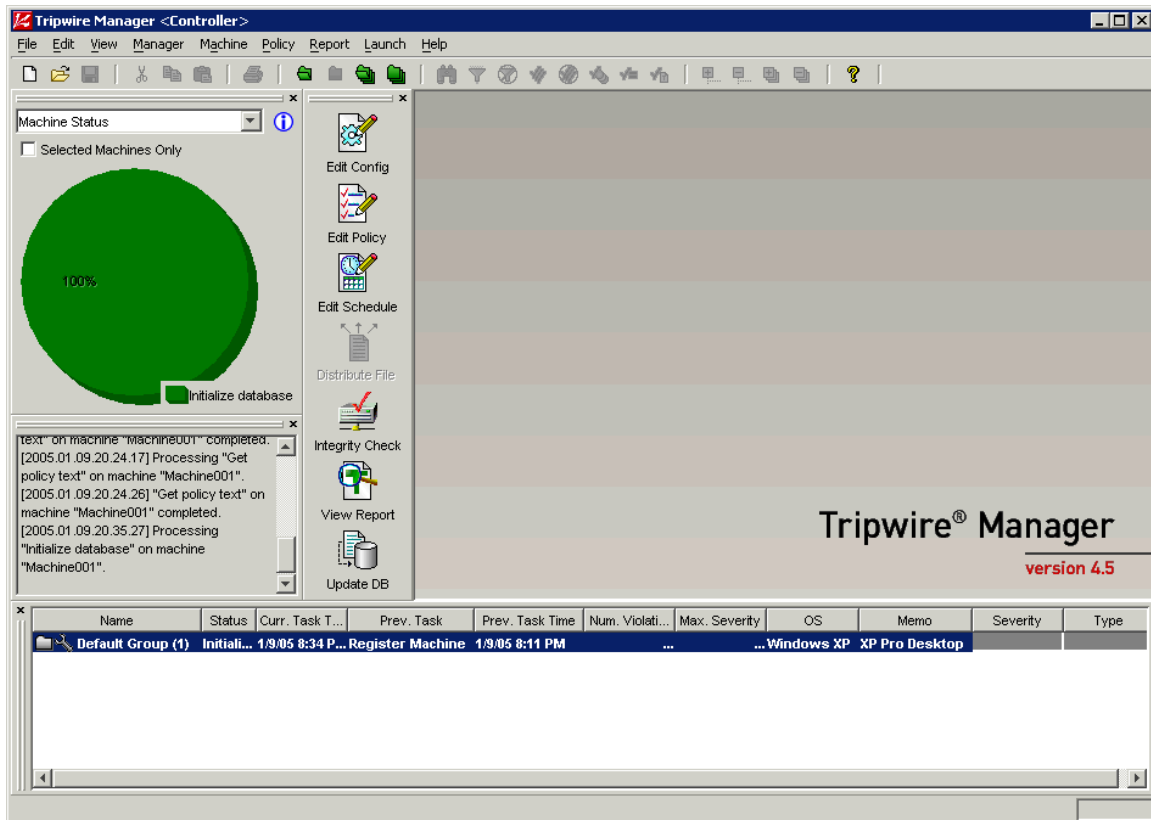 Tripwire Manager <Controller>
File Edit View Manager Machine Policy Report Launch Help
Machine Status
Selected Machines Only
100%
Initialize database
text" on machine "Machine001" completed.
[2005.01.09.20.24.17] Processing "Get
policy text" on machine "Machine001".
[2005.01.09.20.24.26] "Get policy text" on
machine "Machine001" completed.
[2005.01.09.20.35.27] Processing
"Initialize database" on machine
"Machine001".
Edit Config
Edit Policy
Edit Schedule
Distribute File
Integrity Check
View Report
Update DB
Tripwire® Manager
version 4.5
Name Status Curr. Task T... Prev. Task Prev. Task Time Num. Violati... Max. Severity OS Memo Severity Type
Default Group (1) Initiali... 1/9/05 8:34 P... Register Machine 1/9/05 8:11 PM ... ... Windows XP XP Pro Desktop